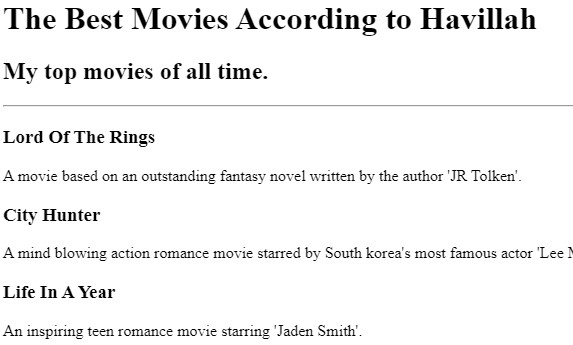 The Best Movies According to Havillah
My top movies of all time.
Lord Of The Rings
A movie based on an outstanding fantasy novel written by the author 'JR Tolken'.
City Hunter
A mind blowing action romance movie starred by South korea's most famous actor 'Lee
Life In A Year
An inspiring teen romance movie starring 'Jaden Smith'.